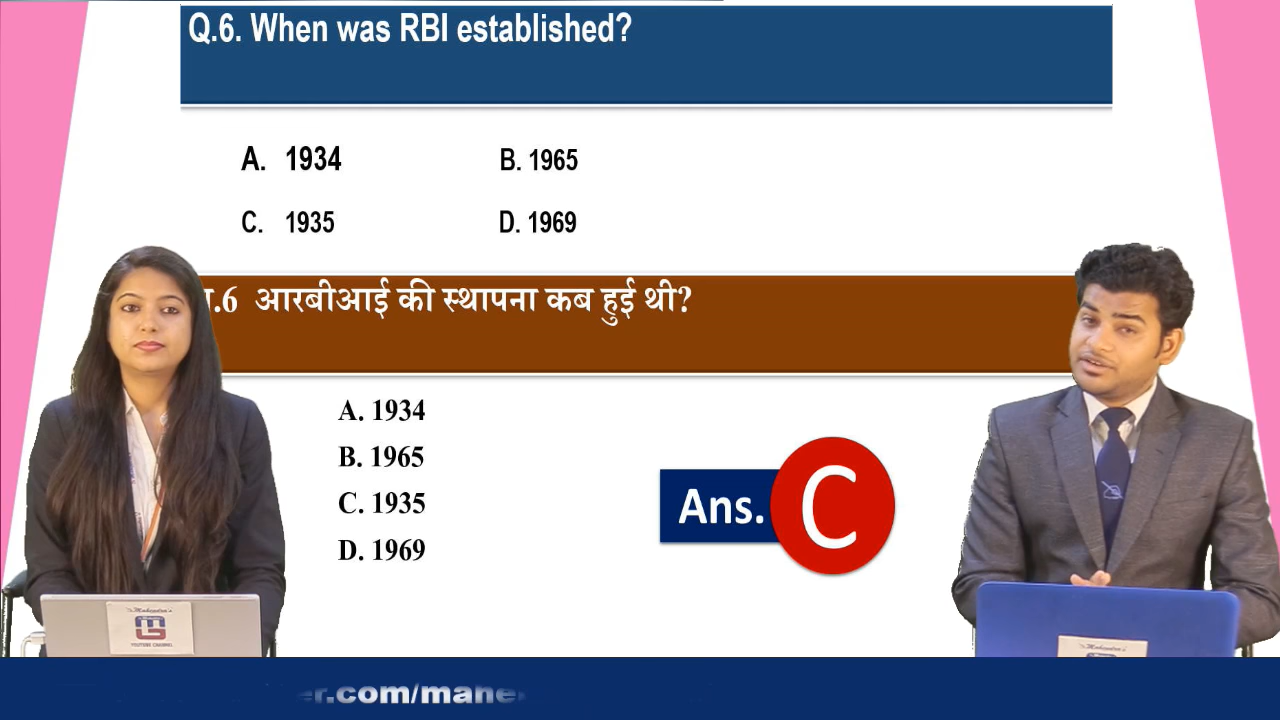 Q.6. When was RBI established?
A. 1934 B. 1965
C. 1935 D. 1969
.6 आरबीआई की स्थापना कब हुई थी?
A. 1934
B. 1965
C. 1935
D. 1969
Ans. C
YOUTUBE CHANNEL
er.com/mahe